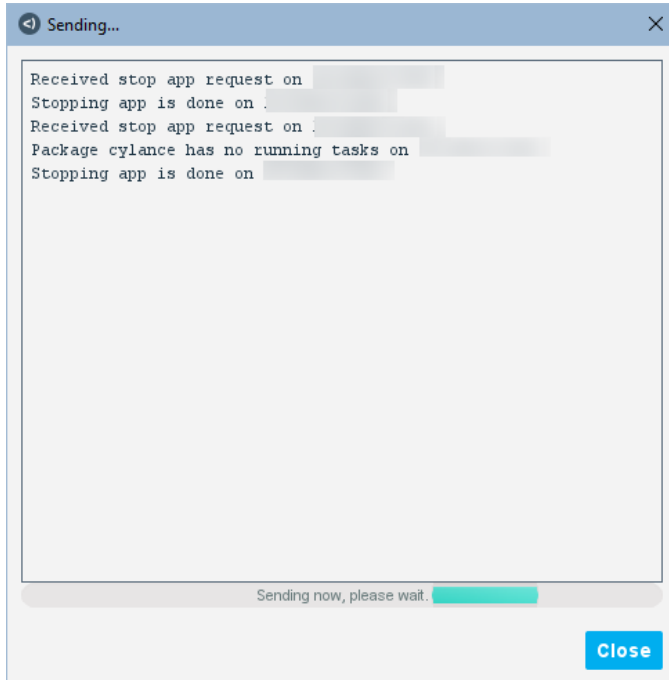 Sending...
Received stop app request on
Stopping app is done on
Received stop app request on
Package cylance has no running tasks on
Stopping app is done on
Sending now, please wait.
Close